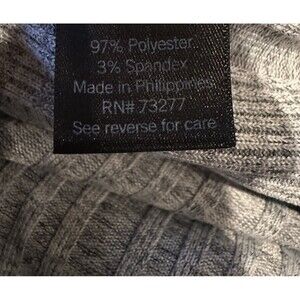 97% Polyester
3% Spandex
Made in Philippines
RN# 73277
See reverse for care